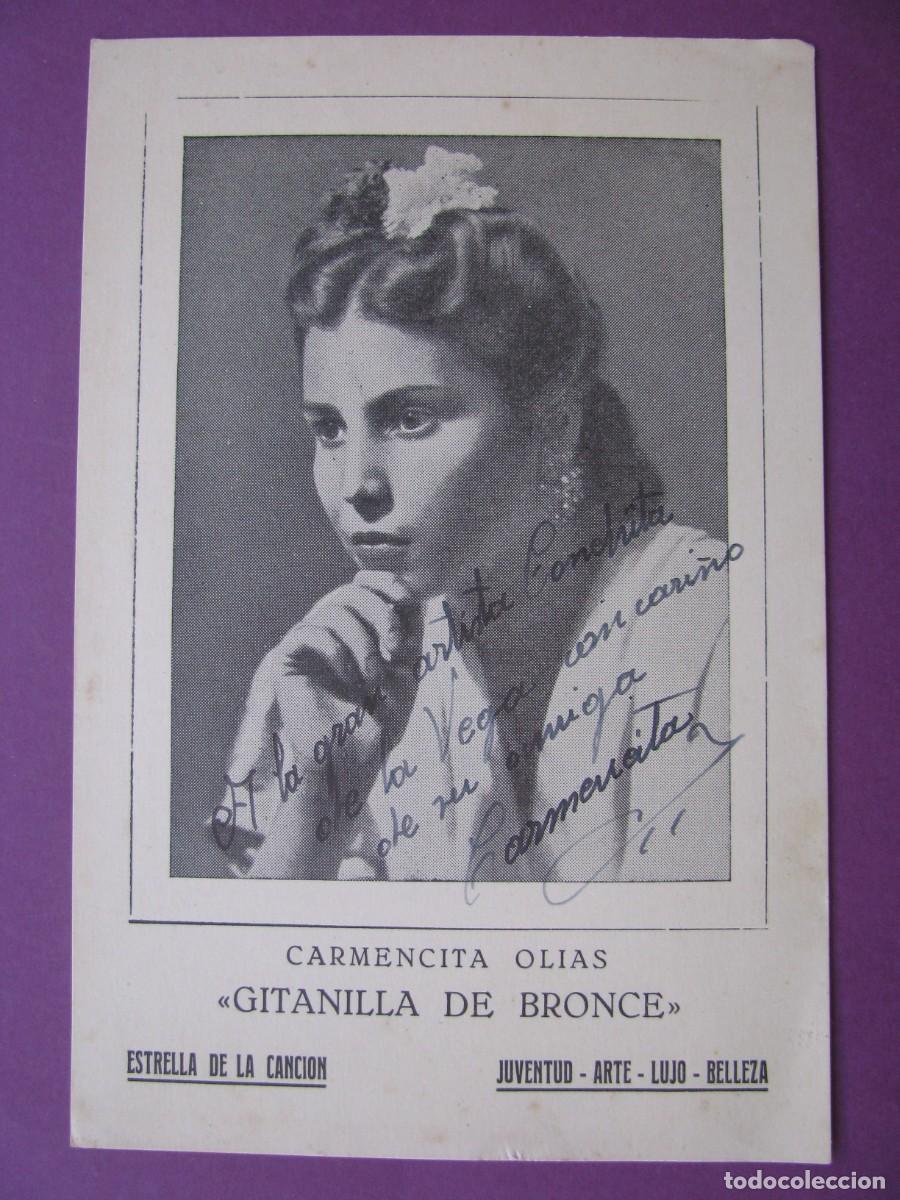 A la gran artista Conchita
de la Vega con cariño
de su amiga
Carmencita
CARMENCITA OLIAS
«GITANILLA DE BRONCE»
ESTRELLA DE LA CANCION
JUVENTUD - ARTE - LUJO - BELLEZA
todocoleccion